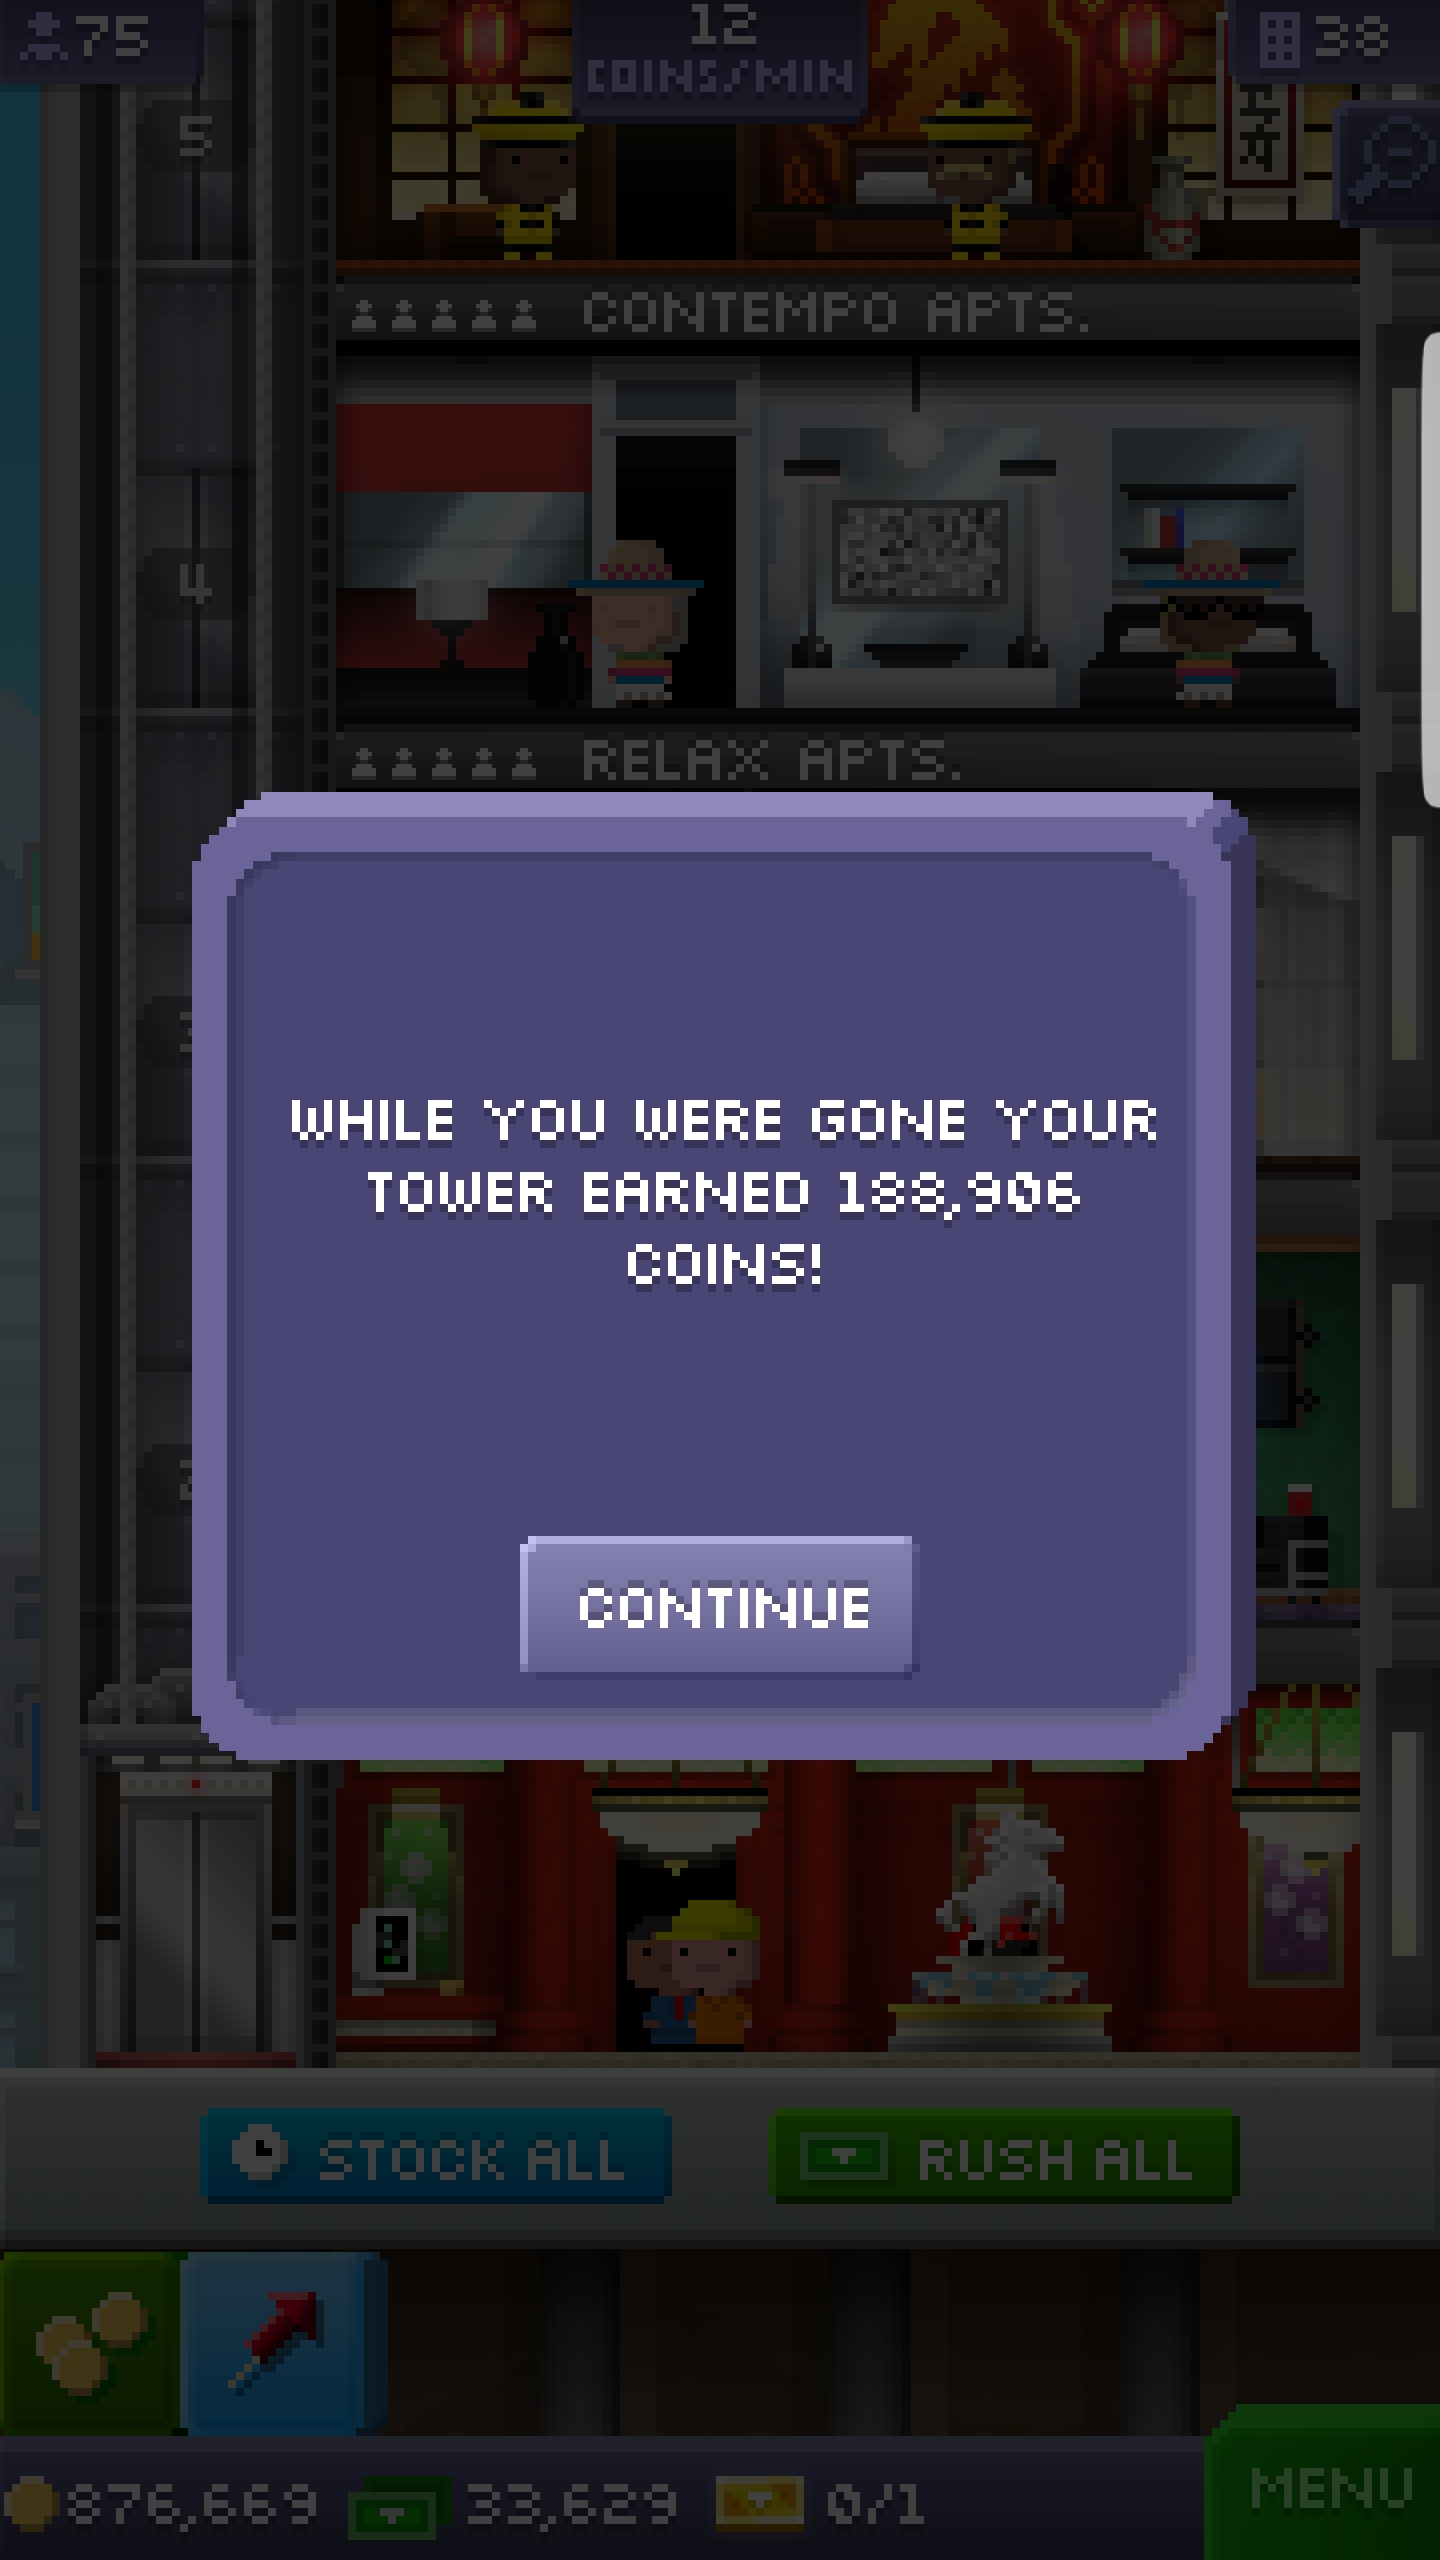 75
12
COINS/MIN
38
5
CONTEMPO APTS.
4
RELAX APTS.
WHILE YOU WERE GONE YOUR
TOWER EARNED 188,906
COINS!
CONTINUE
STOCK ALL
RUSH ALL
876,669
33,629
0/1
MENU